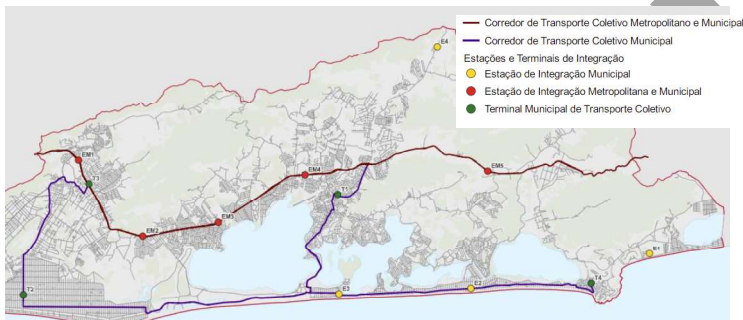 Corredor de Transporte Coletivo Metropolitano e Municipal
Corredor de Transporte Coletivo Municipal
Estações e Terminais de Integração
Estação de Integração Municipal
Estação de Integração Metropolitana e Municipal
Terminal Municipal de Transporte Coletivo
E4
EM1
T3
EM4
EM5
T1
EM3
EM2
E1
T4
E2
E3
T2